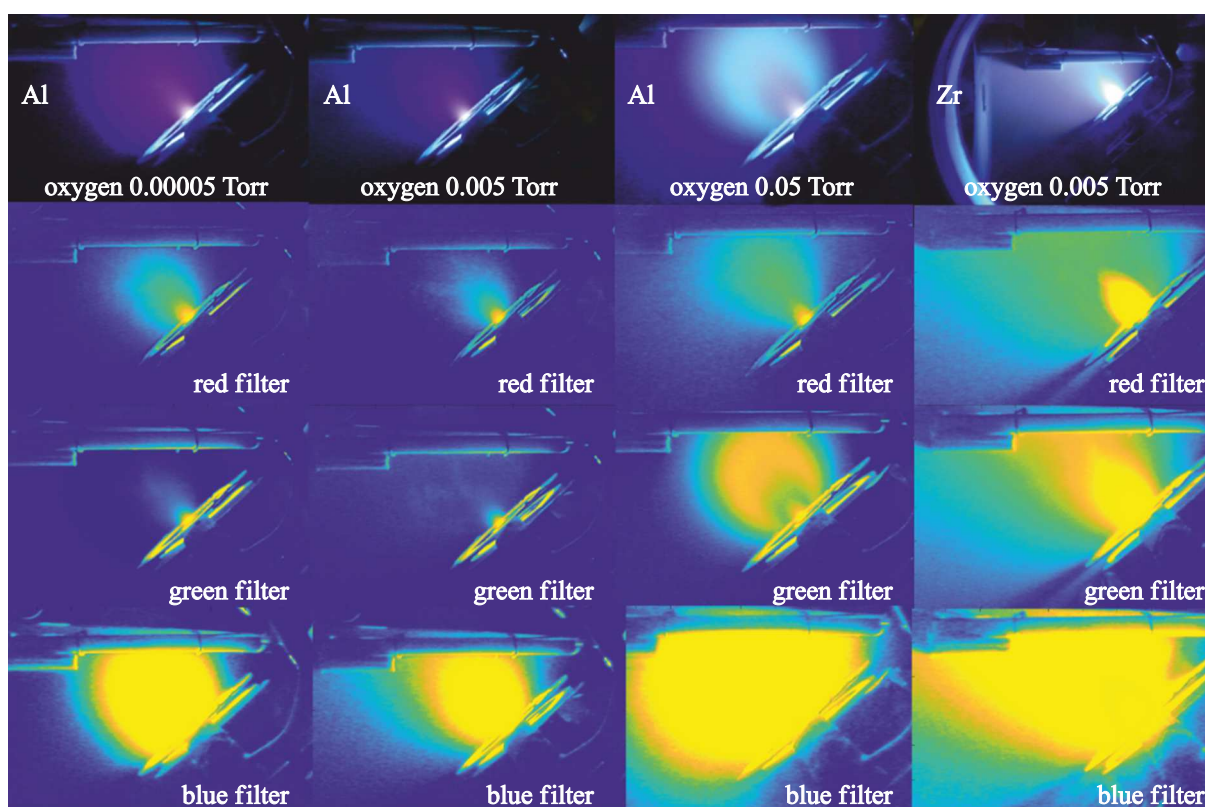 Al
Al
Al
Zr
oxygen 0.00005 Torr
oxygen 0.005 Torr
oxygen 0.05 Torr
oxygen 0.005 Torr
red filter
red filter
red filter
red filter
green filter
green filter
green filter
green filter
blue filter
blue filter
blue filter
blue filter